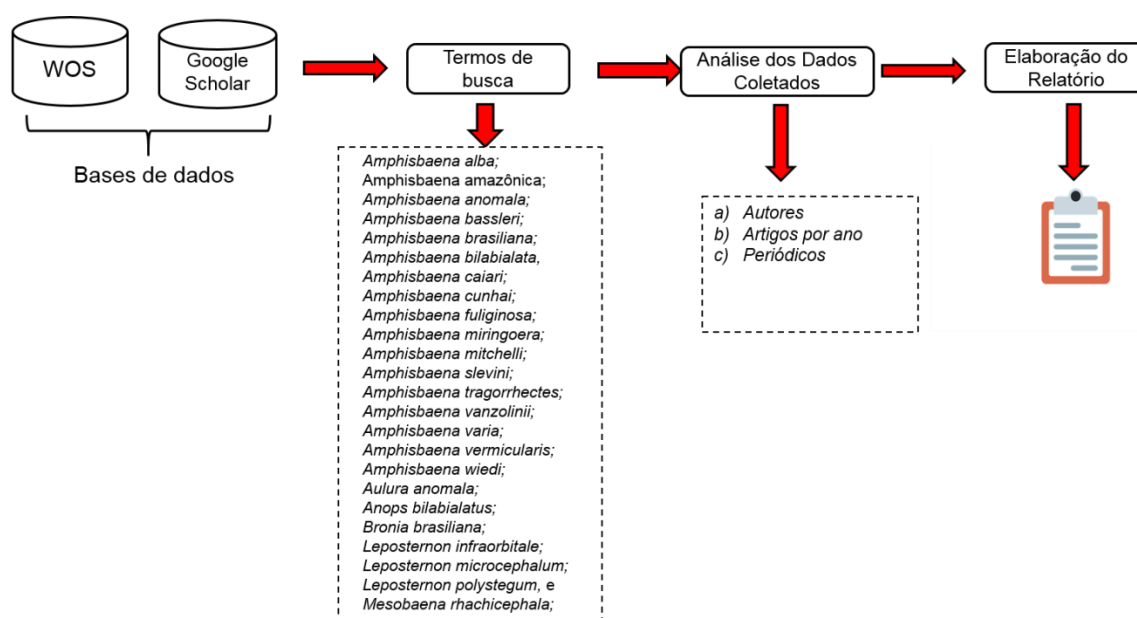 WOS
Google
Scholar
Bases de dados
Termos de
busca
Amphisbaena alba;
Amphisbaena amazônica;
Amphisbaena anomala;
Amphisbaena bassleri;
Amphisbaena brasiliana;
Amphisbaena bilabialata,
Amphisbaena caiari;
Amphisbaena cunhai;
Amphisbaena fuliginosa;
Amphisbaena miringoera;
Amphisbaena mitchelli;
Amphisbaena slevini;
Amphisbaena tragorrhectes;
Amphisbaena vanzolinii;
Amphisbaena varia;
Amphisbaena vermicularis;
Amphisbaena wiedi;
Aulura anomala;
Anops bilabialatus;
Bronia brasiliana;
Leposternon infraorbitale;
Leposternon microcephalum;
Leposternon polystegum, e
Mesobaena rhachicephala;
Análise dos Dados
Coletados
a) Autores
b) Artigos por ano
c) Periódicos
Elaboração do
Relatório